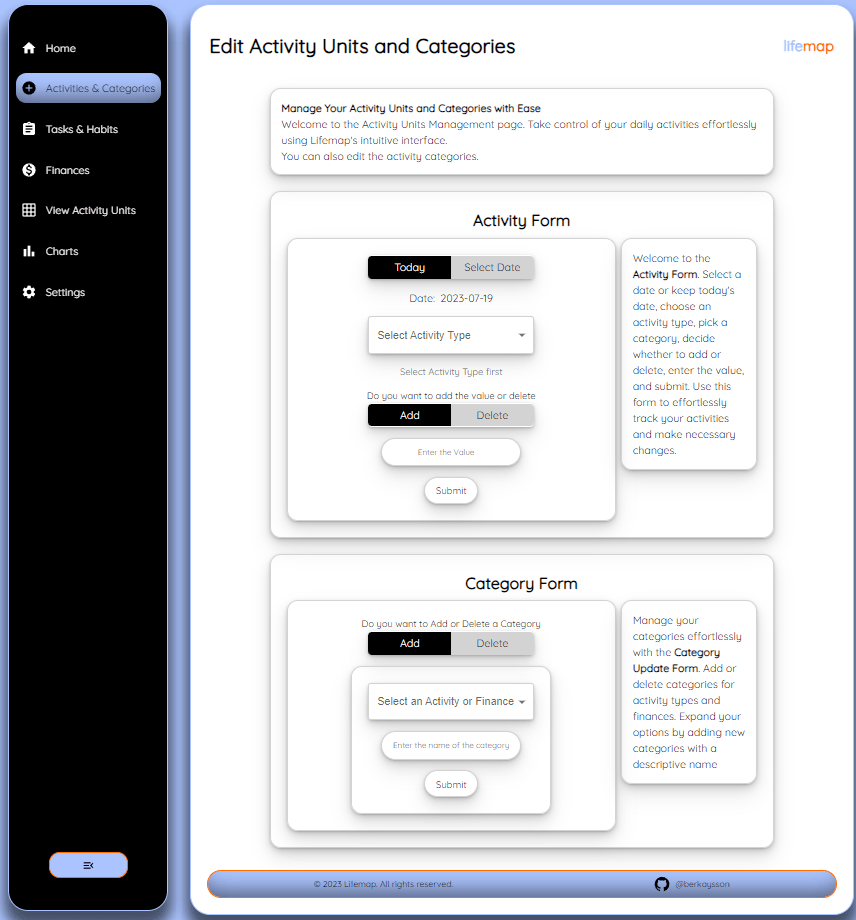 Home
Activities & Categories
Tasks & Habits
Finances
View Activity Units
Charts
Settings
Edit Activity Units and Categories
lifemap
Manage Your Activity Units and Categories with Ease
Welcome to the Activity Units Management page. Take control of your daily activities effortlessly
using Lifemap's intuitive interface.
You can also edit the activity categories.
Activity Form
Today
Select Date
Date: 2023-07-19
Select Activity Type
Select Activity Type first
Do you want to add the value or delete
Add
Delete
Enter the Value
Submit
Welcome to the
Activity Form. Select a
date or keep today's
date, choose an
activity type, pick a
category, decide
whether to add or
delete, enter the value,
and submit. Use this
form to effortlessly
track your activities
and make necessary
changes.
Category Form
Do you want to Add or Delete a Category
Add
Delete
Select an Activity or Finance
Enter the name of the category
Submit
Manage your
categories effortlessly
with the Category
Update Form. Add or
delete categories for
activity types and
finances. Expand your
options by adding new
categories with a
descriptive name
© 2023 Lifemap. All rights reserved.
@berkaysson